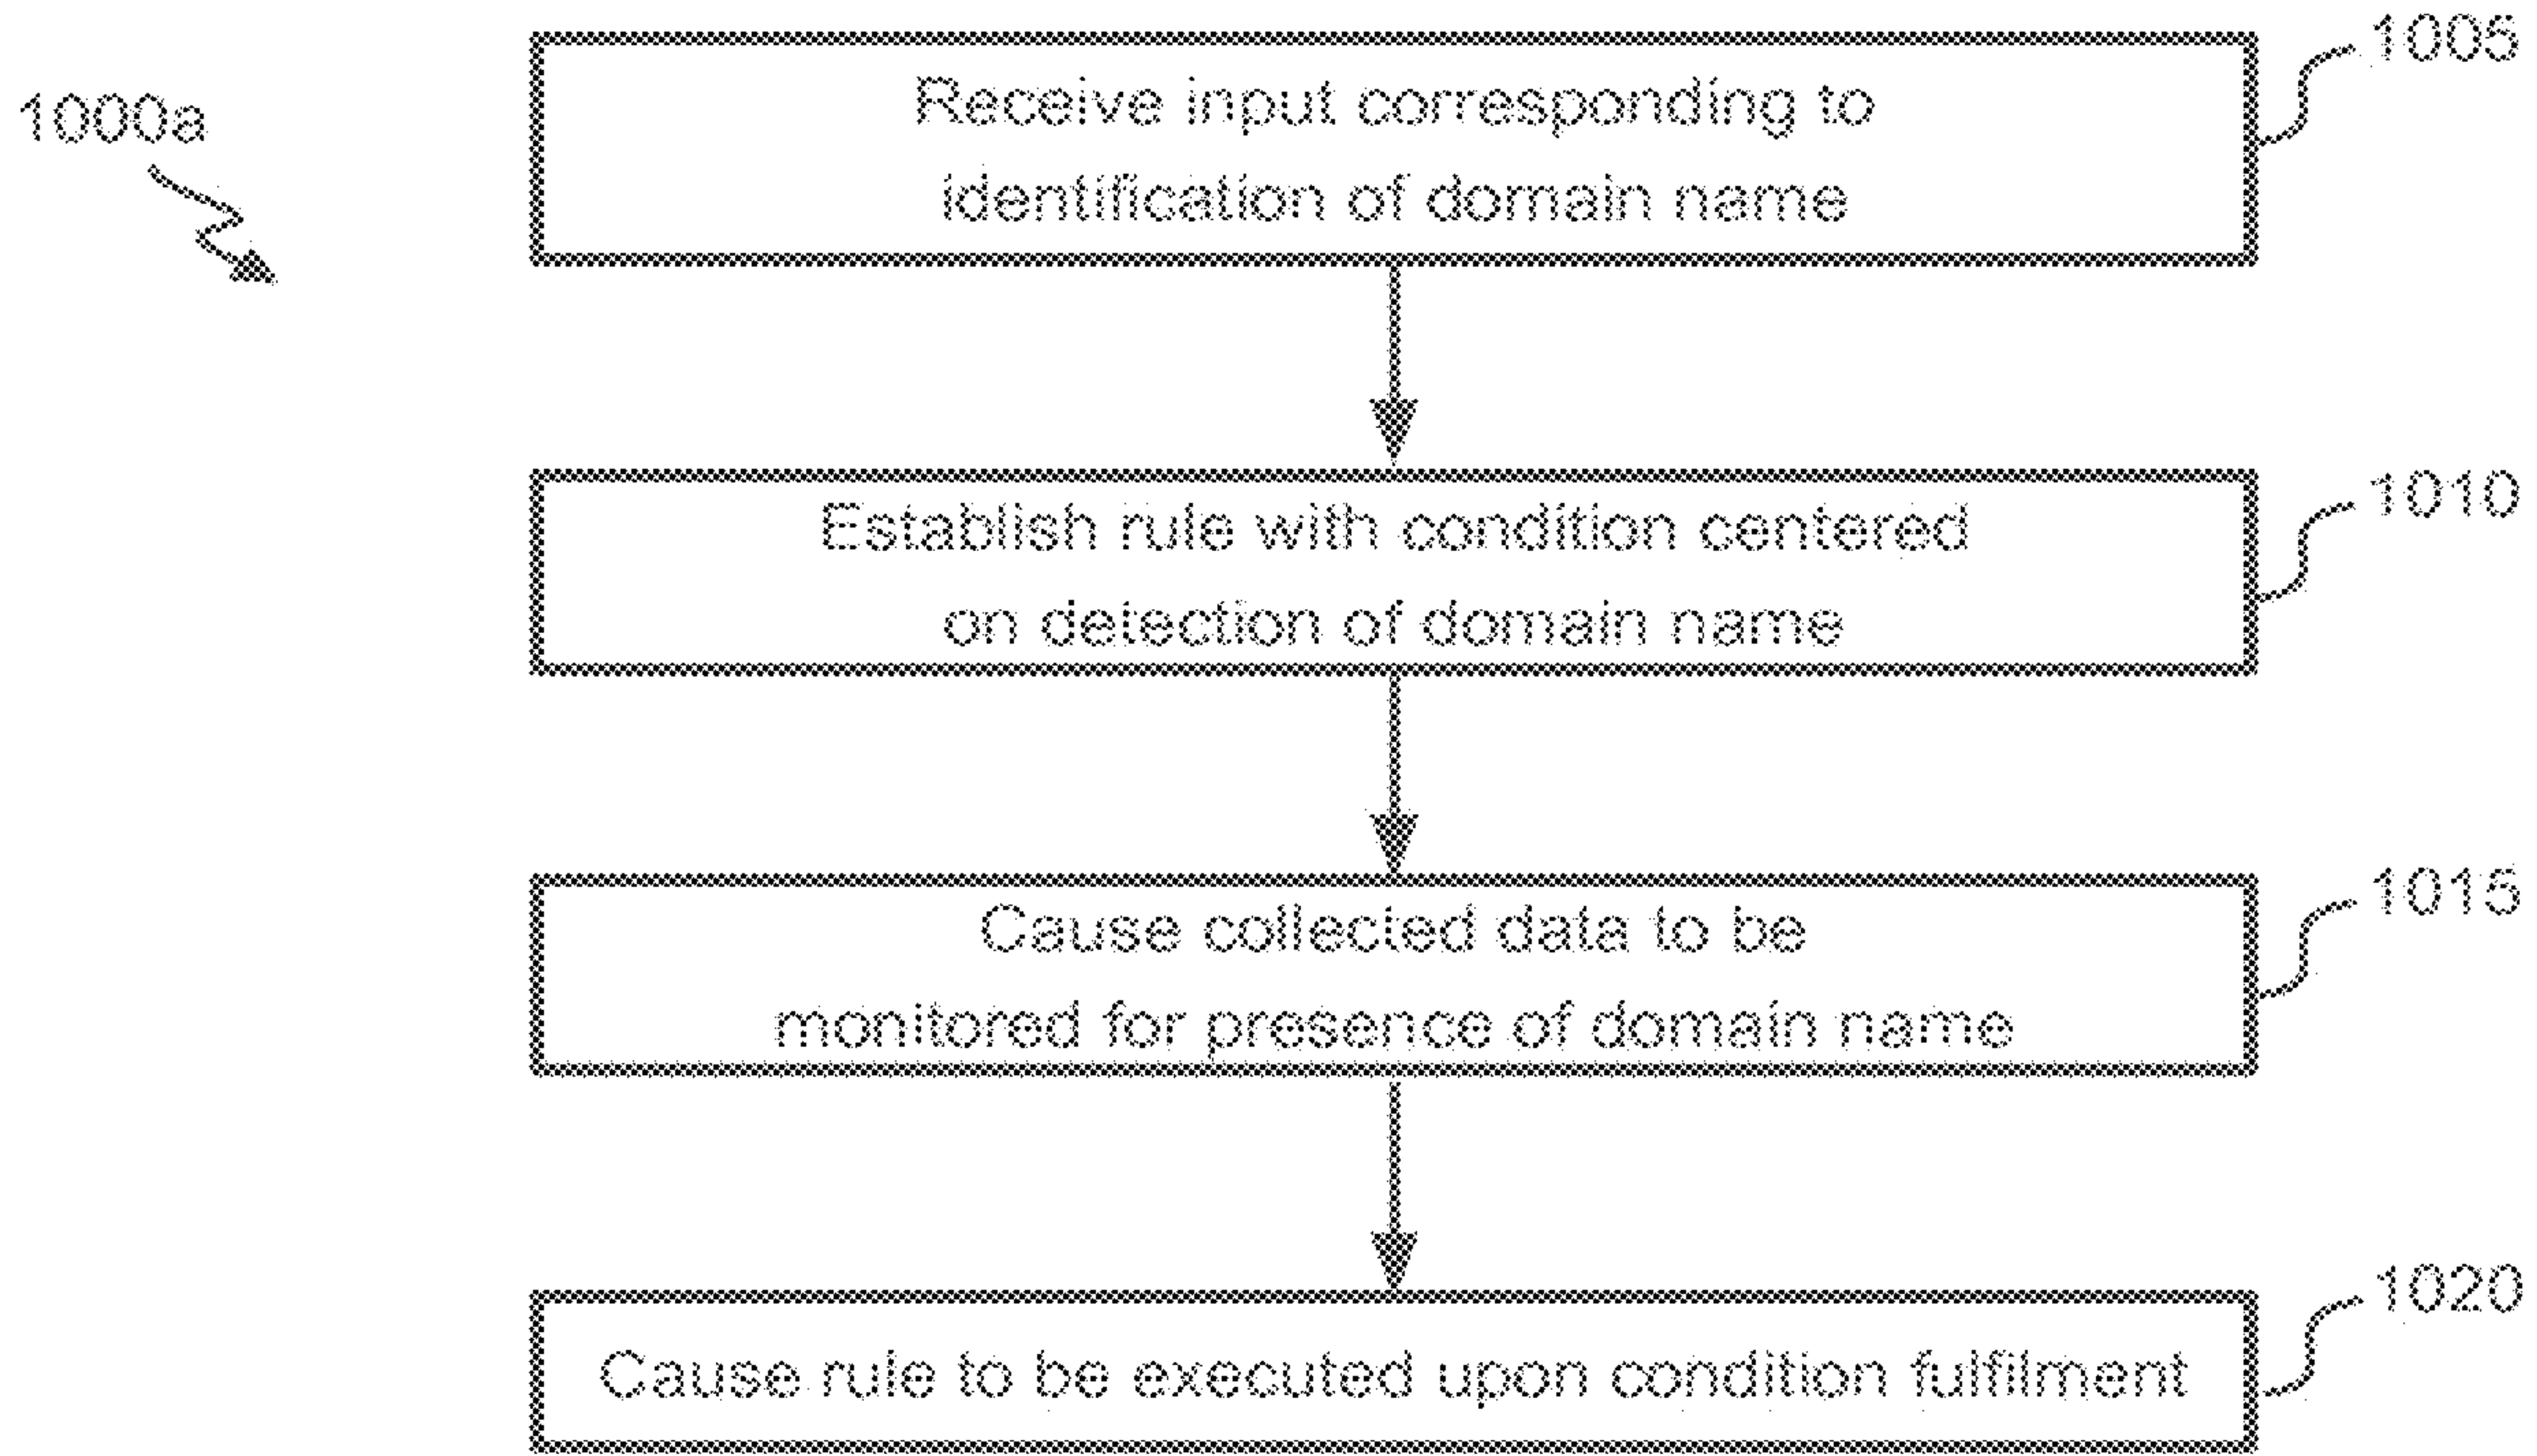 1005
1000a
Receive input corresponding to
identification of domain name
1010
Establish rule with condition centered
on detection of domain name
1015
Cause collected data to be
monitored for presence of domain name
1020
Cause rule to be executed upon condition fulfilment